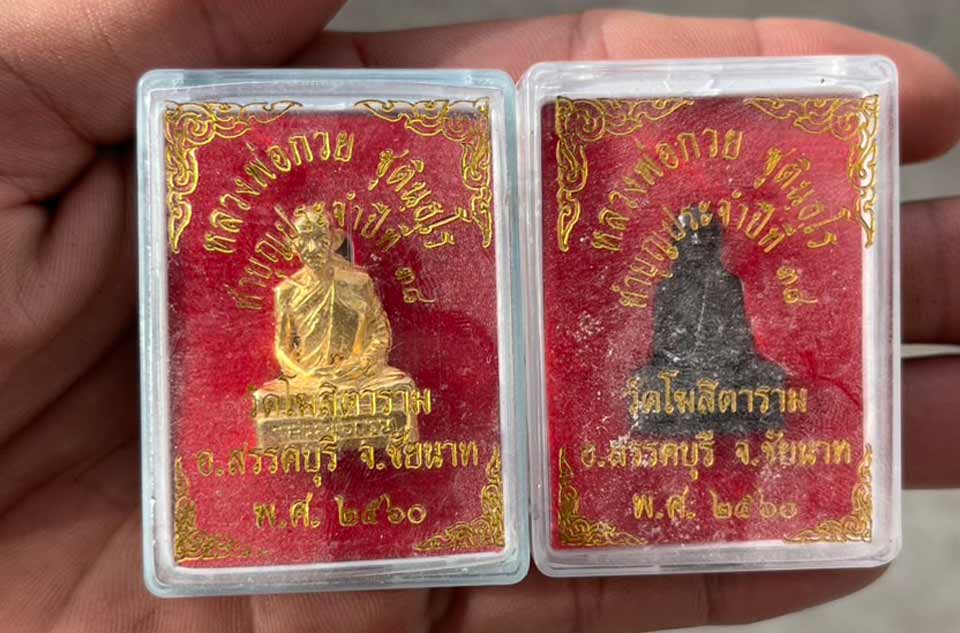 หลวงพ่อกวย ชุตินฺธโร
ทำบุญประจำปีที่ ๓๘
วัดโฆสิตาราม
อ.สรรคบุรี จ.ชัยนาท
พ.ศ. ๒๕๖๐
หลวงพ่อกวย ชุตินฺธโร
ทำบุญประจำปีที่ ๓๘
วัดโฆสิตาราม
อ.สรรคบุรี จ.ชัยนาท
พ.ศ. ๒๕๖๐